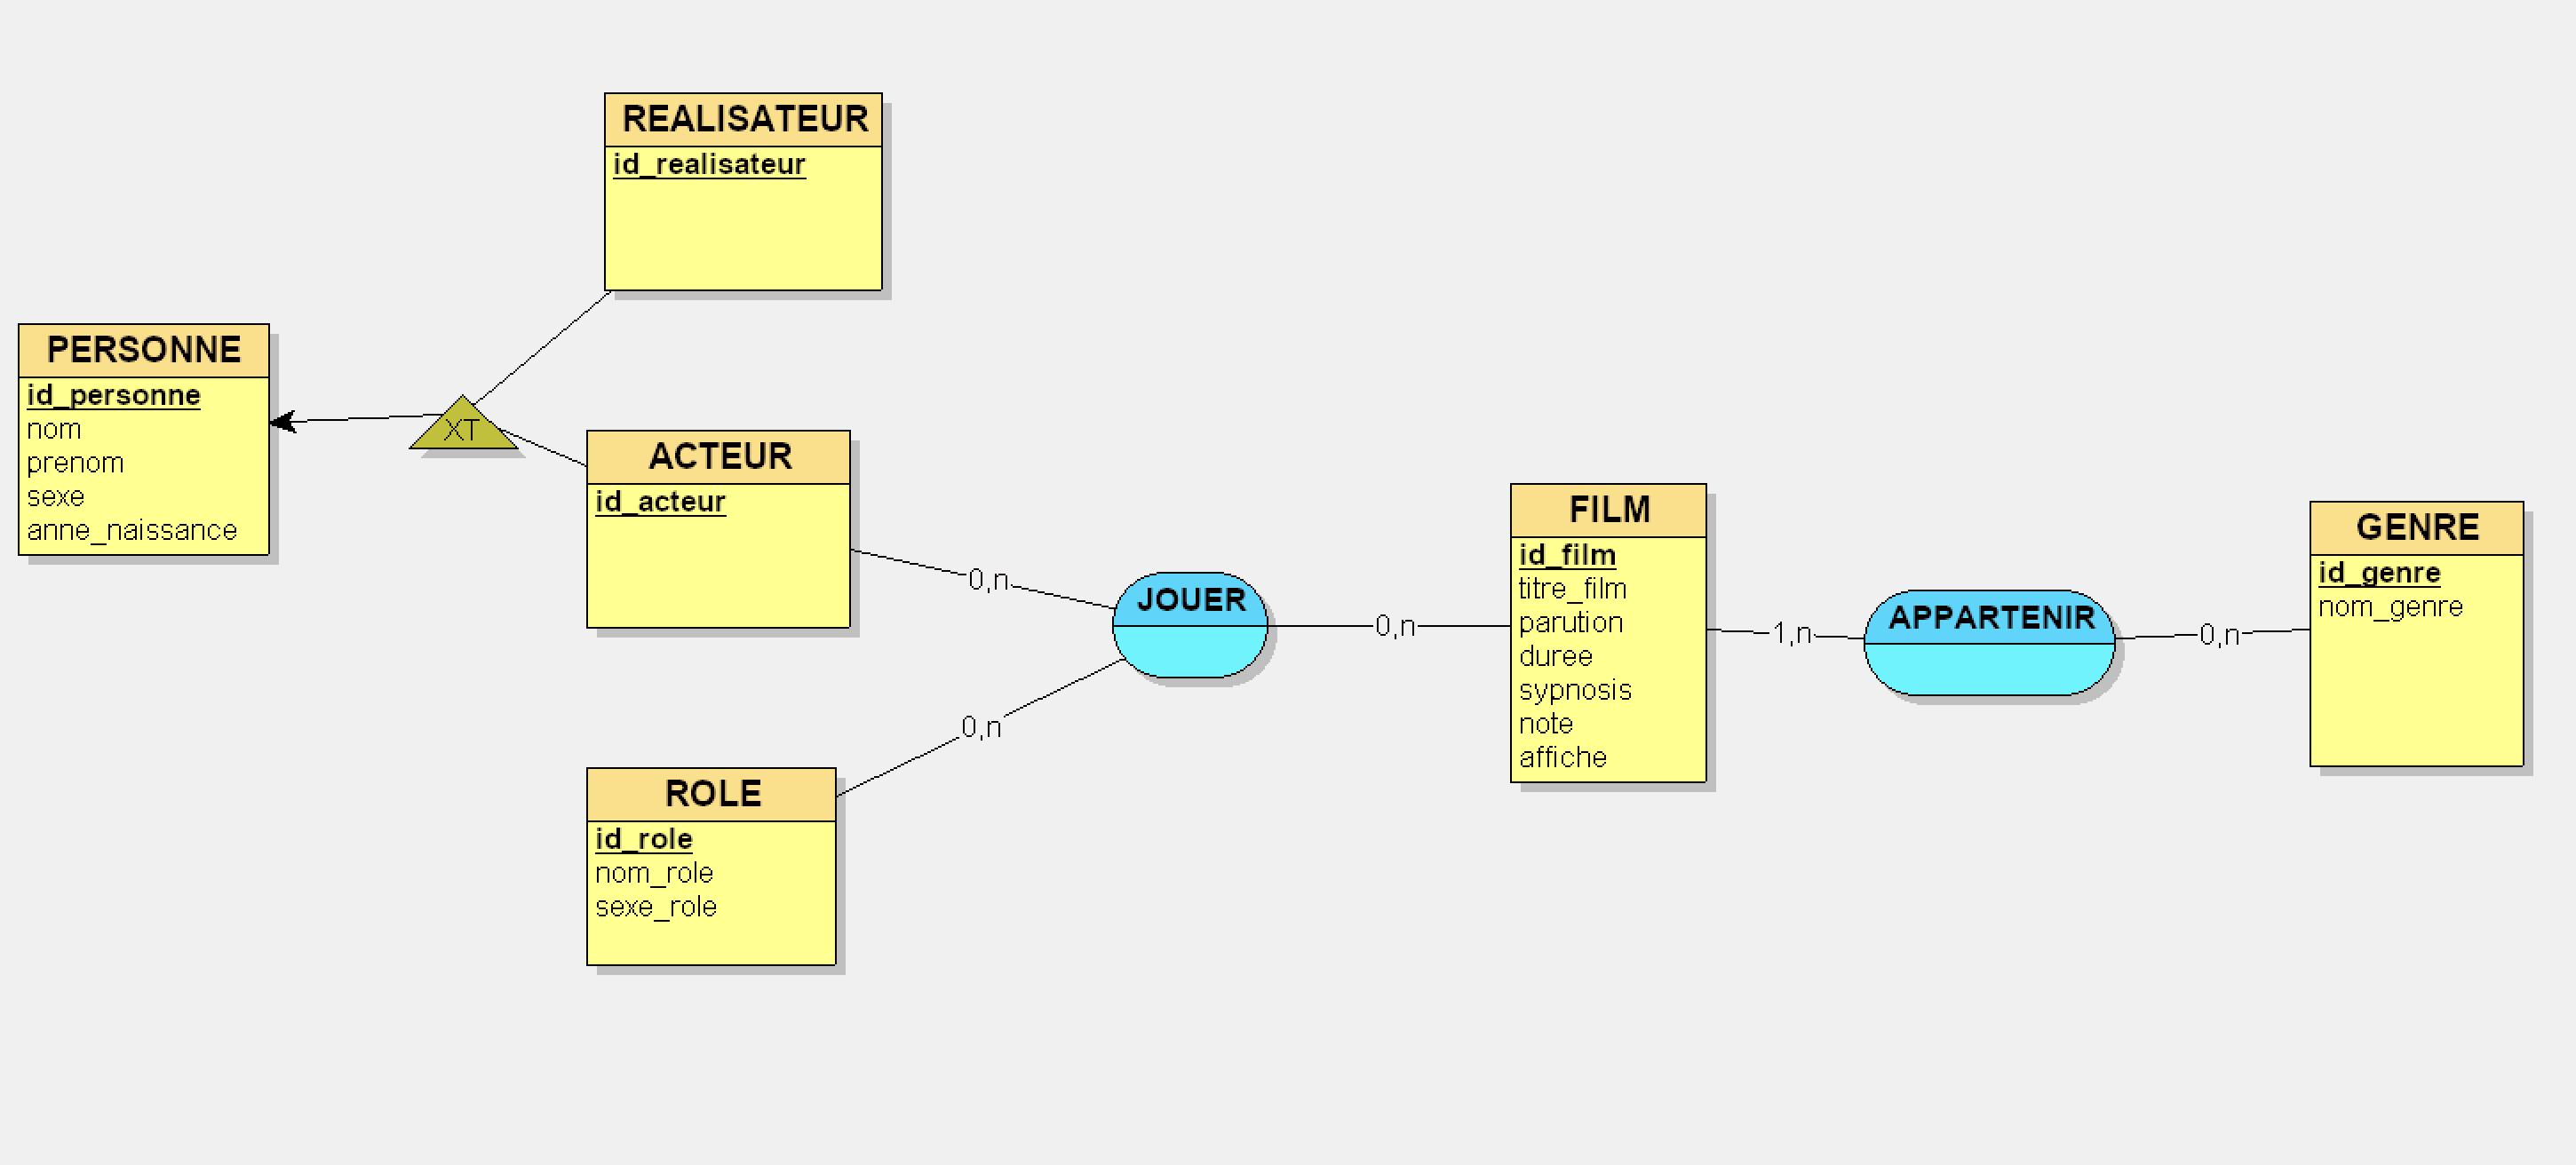 REALISATEUR
id_realisateur
PERSONNE
id_personne
nom
prenom
sexe
anne_naissance
XT
ACTEUR
id_acteur
0,n
JOUER
0,n
0,n
ROLE
id_role
nom_role
sexe_role
FILM
id_film
titre_film
parution
duree
sypnosis
note
affiche
1,n
APPARTENIR
0,n
GENRE
id_genre
nom_genre